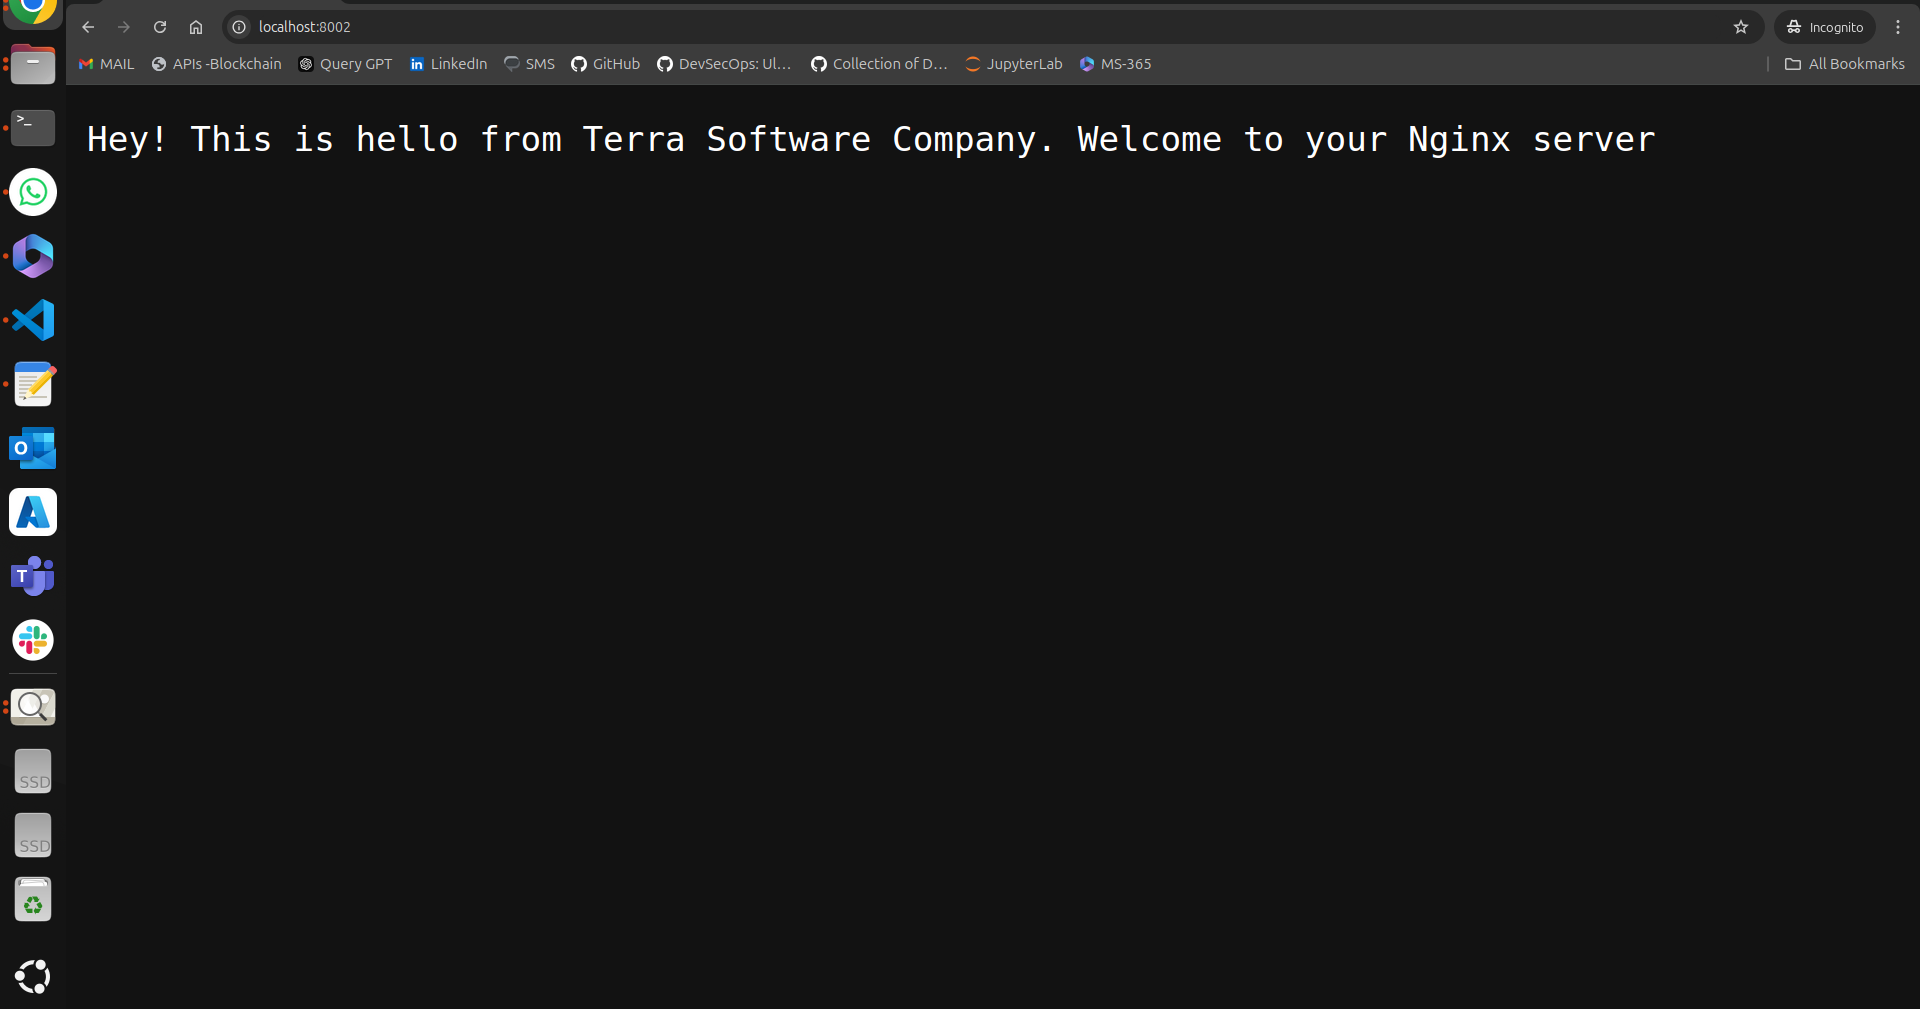 localhost:8002
Incognito
MAIL
APIs -Blockchain
Query GPT
LinkedIn
SMS
GitHub
DevSecOps: Ul...
Collection of D...
JupyterLab
MS-365
All Bookmarks
Hey! This is hello from Terra Software Company. Welcome to your Nginx server
>_
O
T
SSD
SSD